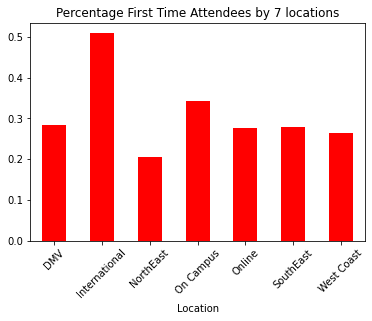 Percentage First Time Attendees by 7 locations
0.5
0.4
0.3
0.2
0.1
0.0
DMV
International
NorthEast
On Campus
Online
SouthEast
West Coast
Location